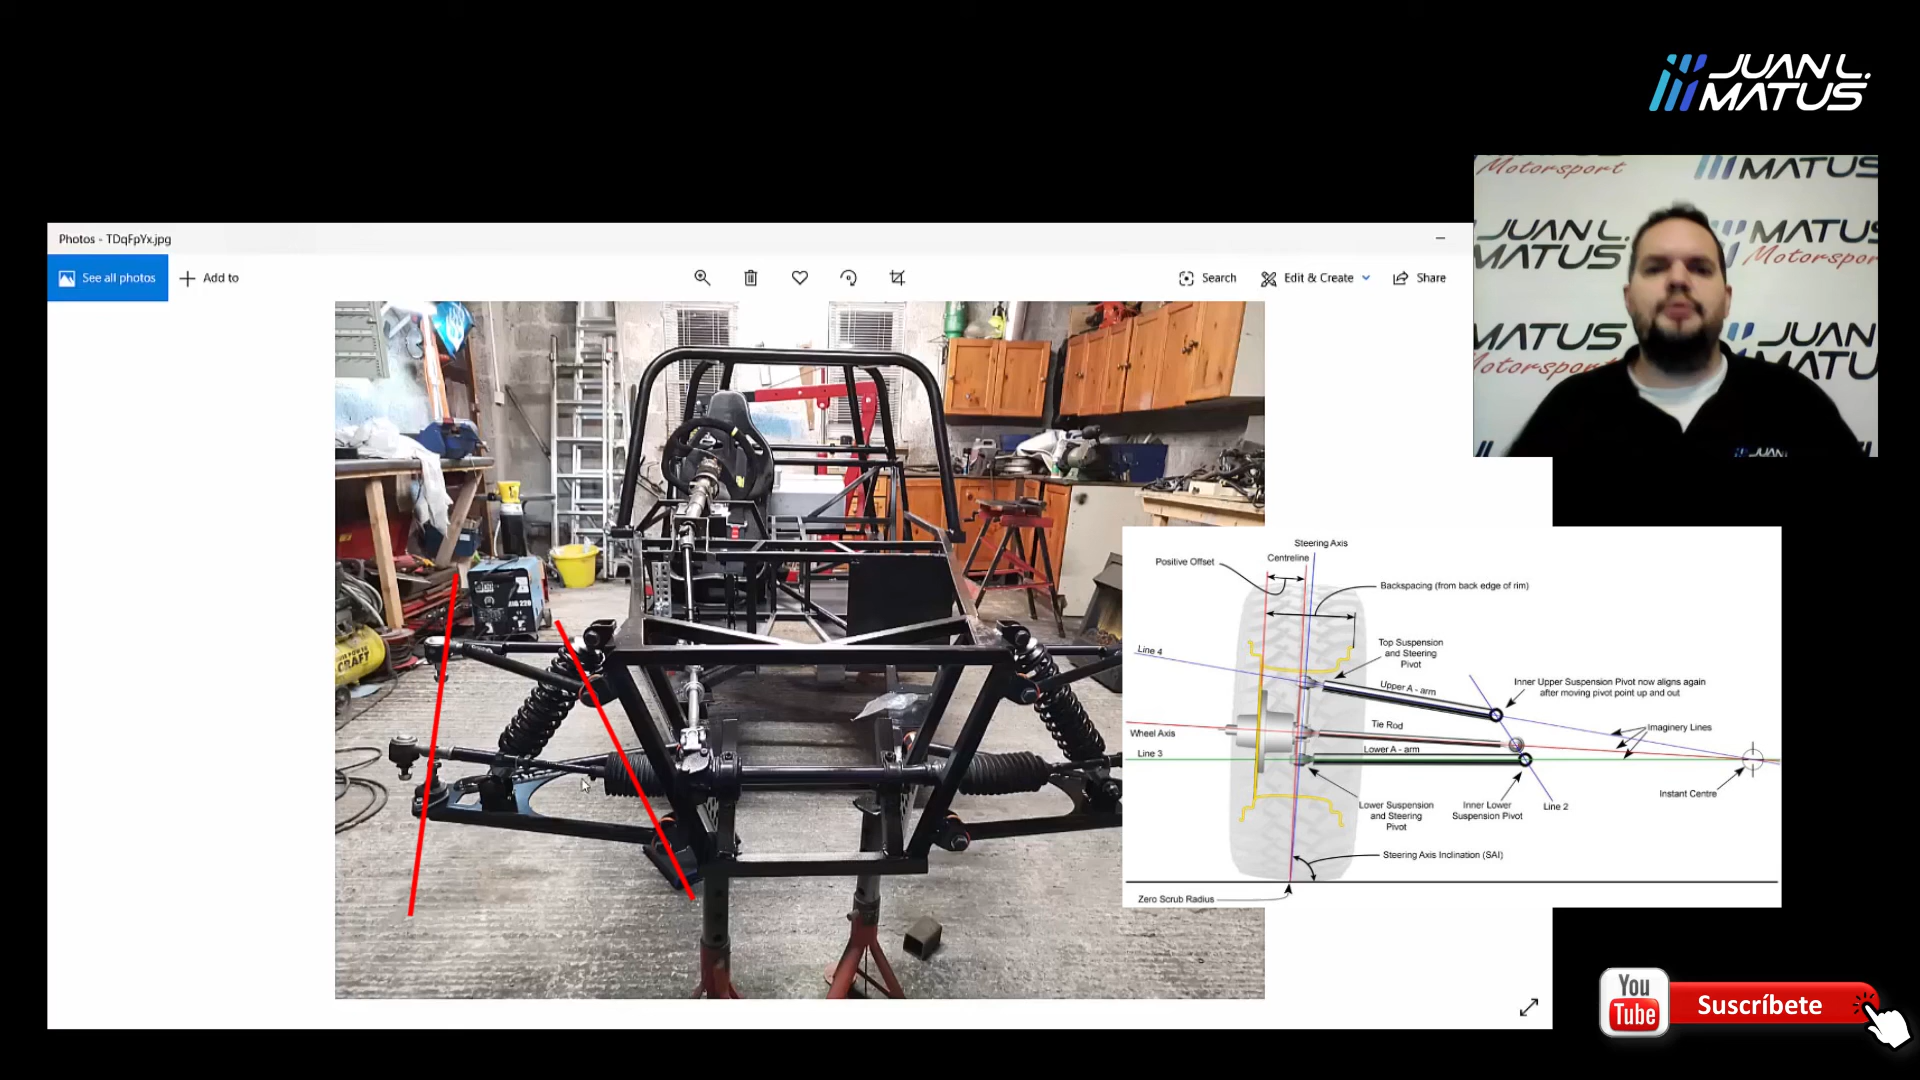 JUAN L.
MATUS
Motorsport
MATUS
JUAN L.
MATUS
MATUS
Motorsport
MATUS
Motorsport
JUAN
MATUS
Photos - TDqFpYx.jpg
See all photos
Add to
Search
Edit & Create
Share
Steering Axis
Centreline
Positive Offset
Backspacing (from back edge of rim)
Top Suspension
and Steering
Pivot
Line 4
Upper A - arm
Inner Upper Suspension Pivot now aligns again
after moving pivot point up and out
Imaginery Lines
Tie Rod
Wheel Axis
Lower A - arm
Line 3
Instant Centre
Lower Suspension
and Steering
Pivot
Inner Lower
Suspension Pivot
Line 2
Steering Axis Inclination (SAI)
Zero Scrub Radius
You
Tube
Suscríbete